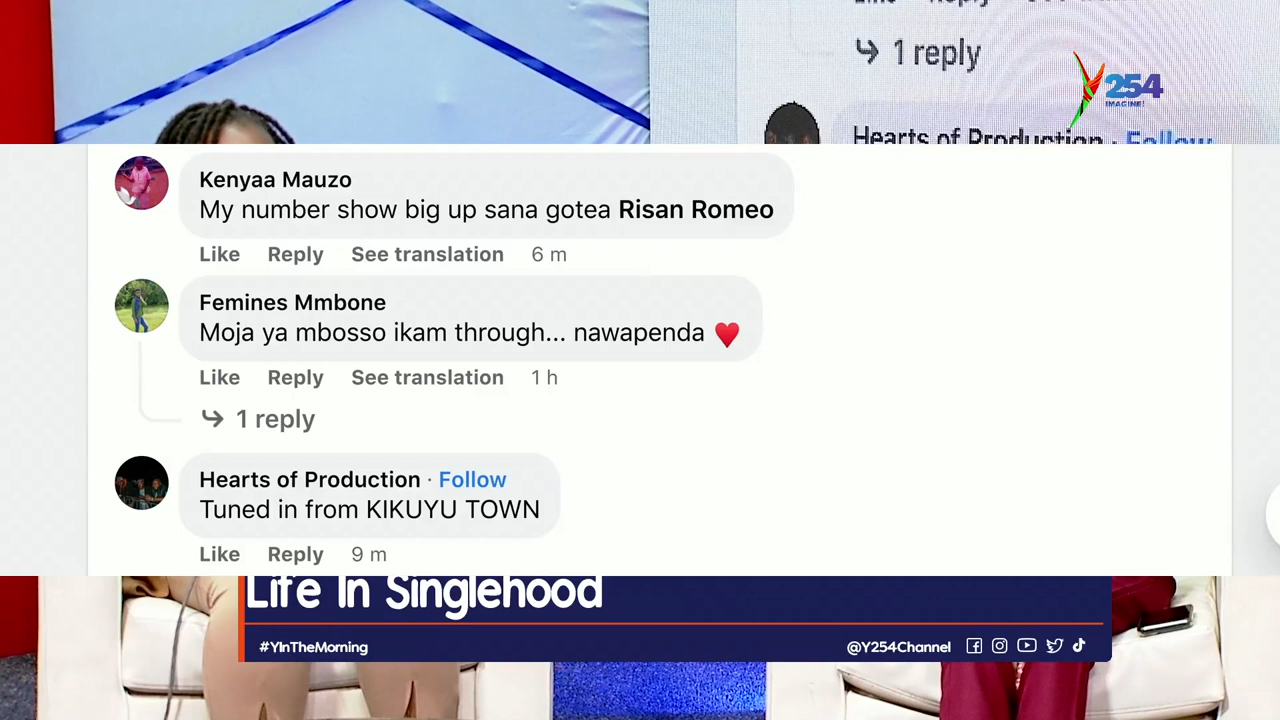 1 reply
254
IMAGINE!
Hearts of Production · Follow
Kenyaa Mauzo
My number show big up sana gotea Risan Romeo
Like Reply See translation 6 m
Femines Mmbone
Moja ya mbosso ikam through... nawapenda ♥️
Like Reply See translation 1 h
1 reply
Hearts of Production · Follow
Tuned in from KIKUYU TOWN
Like Reply 9 m
Life In Singlehood
#YInTheMorning
@Y254Channel